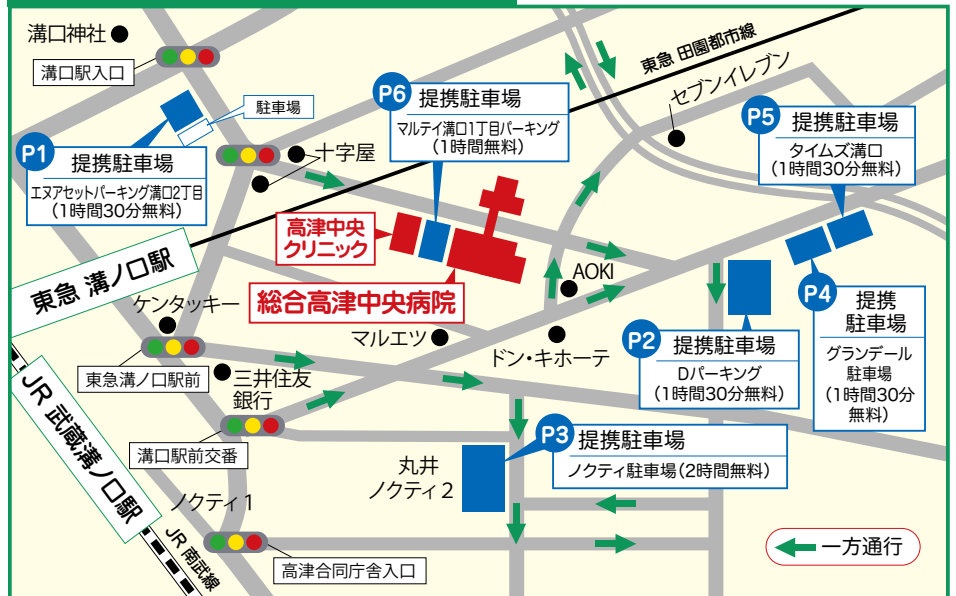 溝口神社
溝口駅入口
駐車場
P1
提携駐車場
エヌアセットパーキング溝口2丁目
(1時間30分無料)
十字屋
P6
提携駐車場
マルテイ溝口1丁目パーキング
(1時間無料)
東急 田園都市線
セブンイレブン
P5
提携駐車場
タイムズ溝口
(1時間30分無料)
高津中央
クリニック
総合高津中央病院
東急 溝ノ口駅
ケンタッキー
東急溝ノ口駅前
マルエツ
AOKI
ドン・キホーテ
P2
提携駐車場
Dパーキング
(1時間30分無料)
P4
提携
駐車場
グランデール
駐車場
(1時間30分
無料)
三井住友
銀行
JR 武蔵溝ノ口駅
溝口駅前交番
P3
提携駐車場
ノクティ駐車場(2時間無料)
丸井
ノクティ2
ノクティ1
JR 南武線
高津合同庁舎入口
一方通行